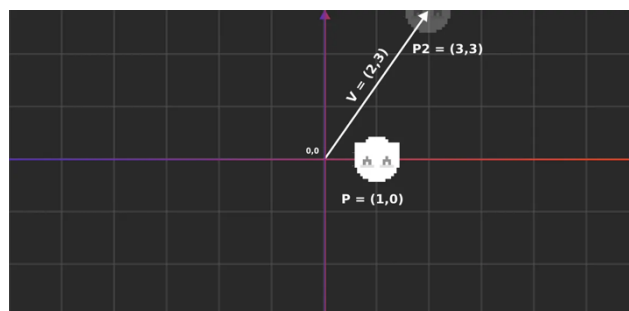 P2 = (3,3)
V = (2,3)
0,0
P = (1,0)